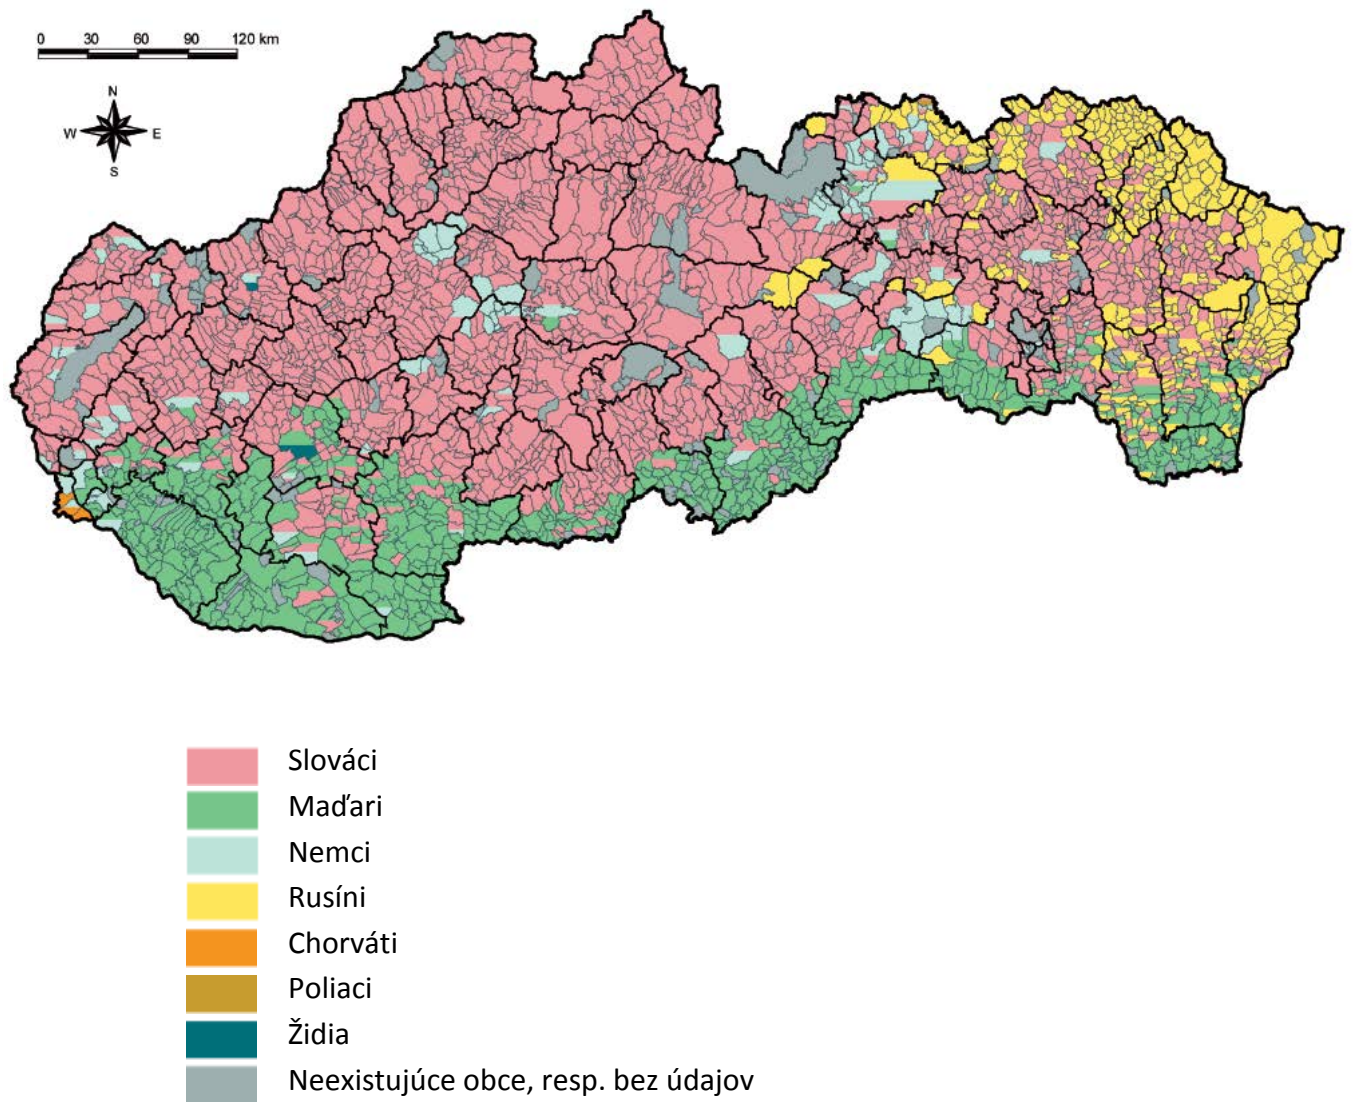 0 30 60 90 120 km
N
W E
S
Slováci
Maďari
Nemci
Rusíni
Chorváti
Poliaci
Židia
Neexistujúce obce, resp. bez údajov